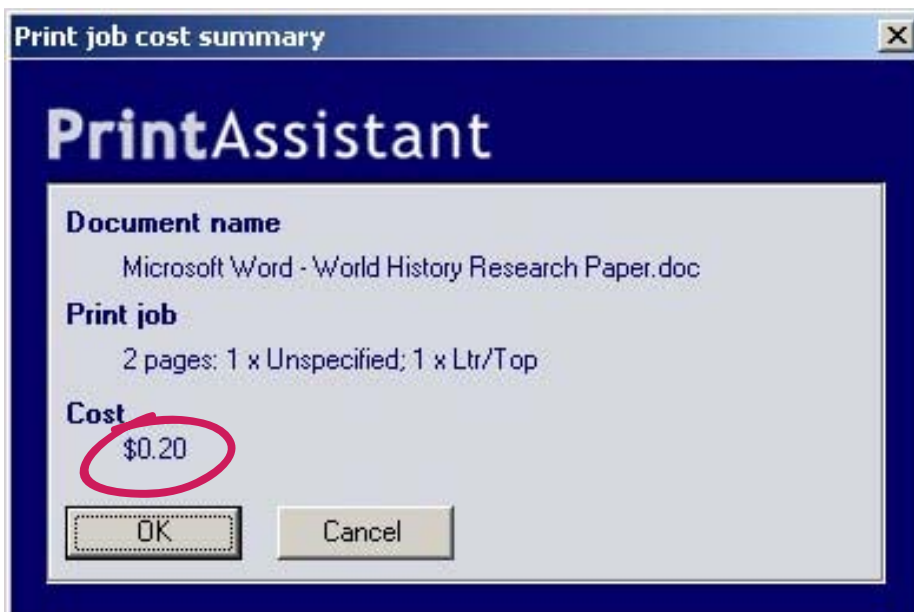 Print job cost summary
PrintAssistant
Document name
Microsoft Word - World History Research Paper.doc
Print job
2 pages: 1 x Unspecified; 1 x Ltr/Top
Cost
$0.20
OK Cancel